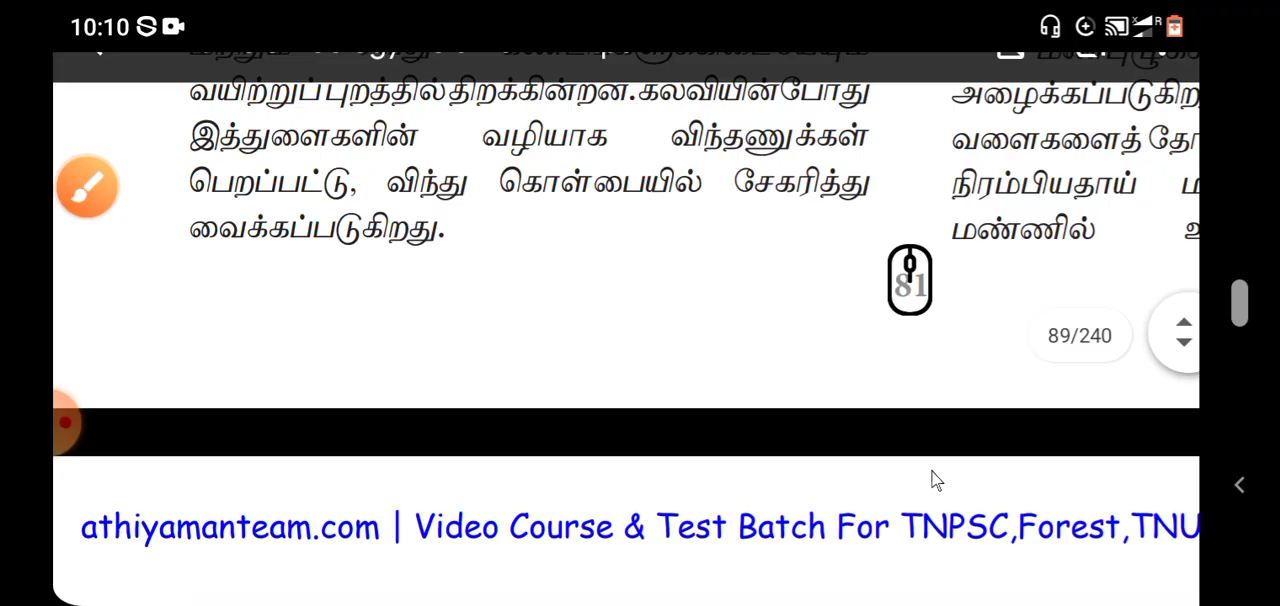 10:10
வயிற்றுப்புறத்தில் திறக்கின்றன. கலவியின்போது
இத்துளைகளின் வழியாக விந்தணுக்கள்
பெறப்பட்டு, விந்து கொள்பையில் சேகரித்து
வைக்கப்படுகிறது.
அழைக்கப்படுகிற
வளைகளைத் தோ
நிரம்பியதாய் ம
மண்ணில் உ
81
89/240
athiyamanteam.com | Video Course & Test Batch For TNPSC,Forest,TNU